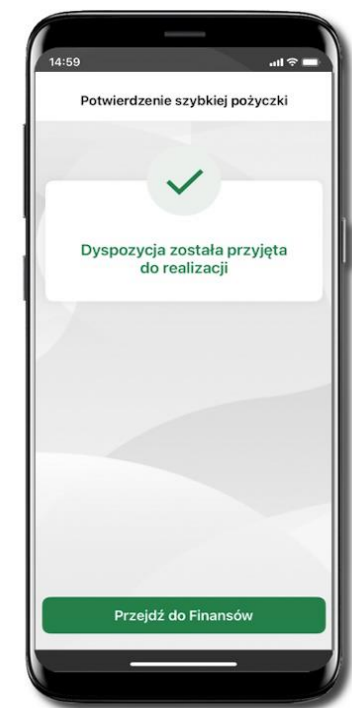 14:59
Potwierdzenie szybkiej pożyczki
Dyspozycja została przyjęta
do realizacji
Przejdź do Finansów